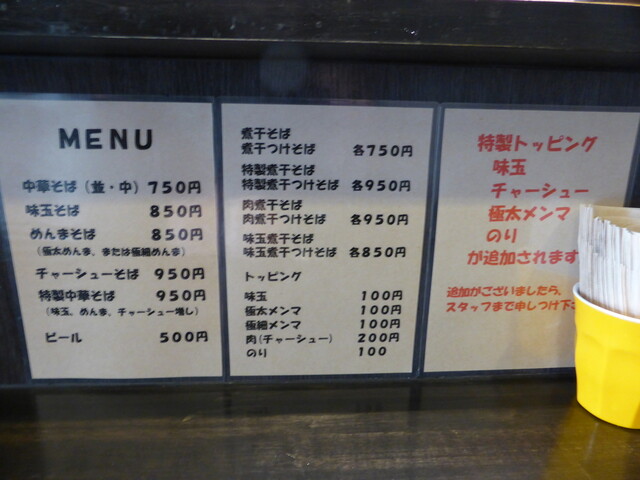 MENU
中華そば（並・中）750円
味玉そば 850円
めんまそば 850円
（極太めんま、または極細めんま）
チャーシューそば 950円
特製中華そば 950円
（味玉、めんま、チャーシュー増し）
ビール 500円
煮干そば
煮干つけそば 各750円
特製煮干そば
特製煮干つけそば 各950円
肉煮干そば
肉煮干つけそば 各950円
味玉煮干そば
味玉煮干つけそば 各850円
トッピング
味玉 100円
極太メンマ 100円
極細メンマ 100円
肉（チャーシュー） 200円
のり 100
特製トッピング
味玉
チャーシュー
極太メンマ
のり
が追加されます
追加がございましたら、
スタッフまで申しつけ下